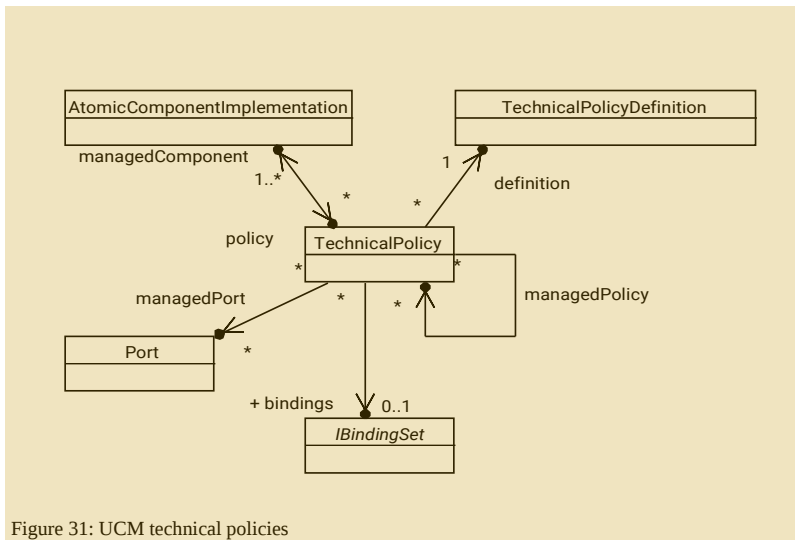 AtomicComponentImplementation
TechnicalPolicyDefinition
managedComponent
1
1..*
definition
*
*
policy
TechnicalPolicy
*
*
managedPort
*
*
managedPolicy
Port
*
+ bindings
0..1
IBindingSet
Figure 31: UCM technical policies